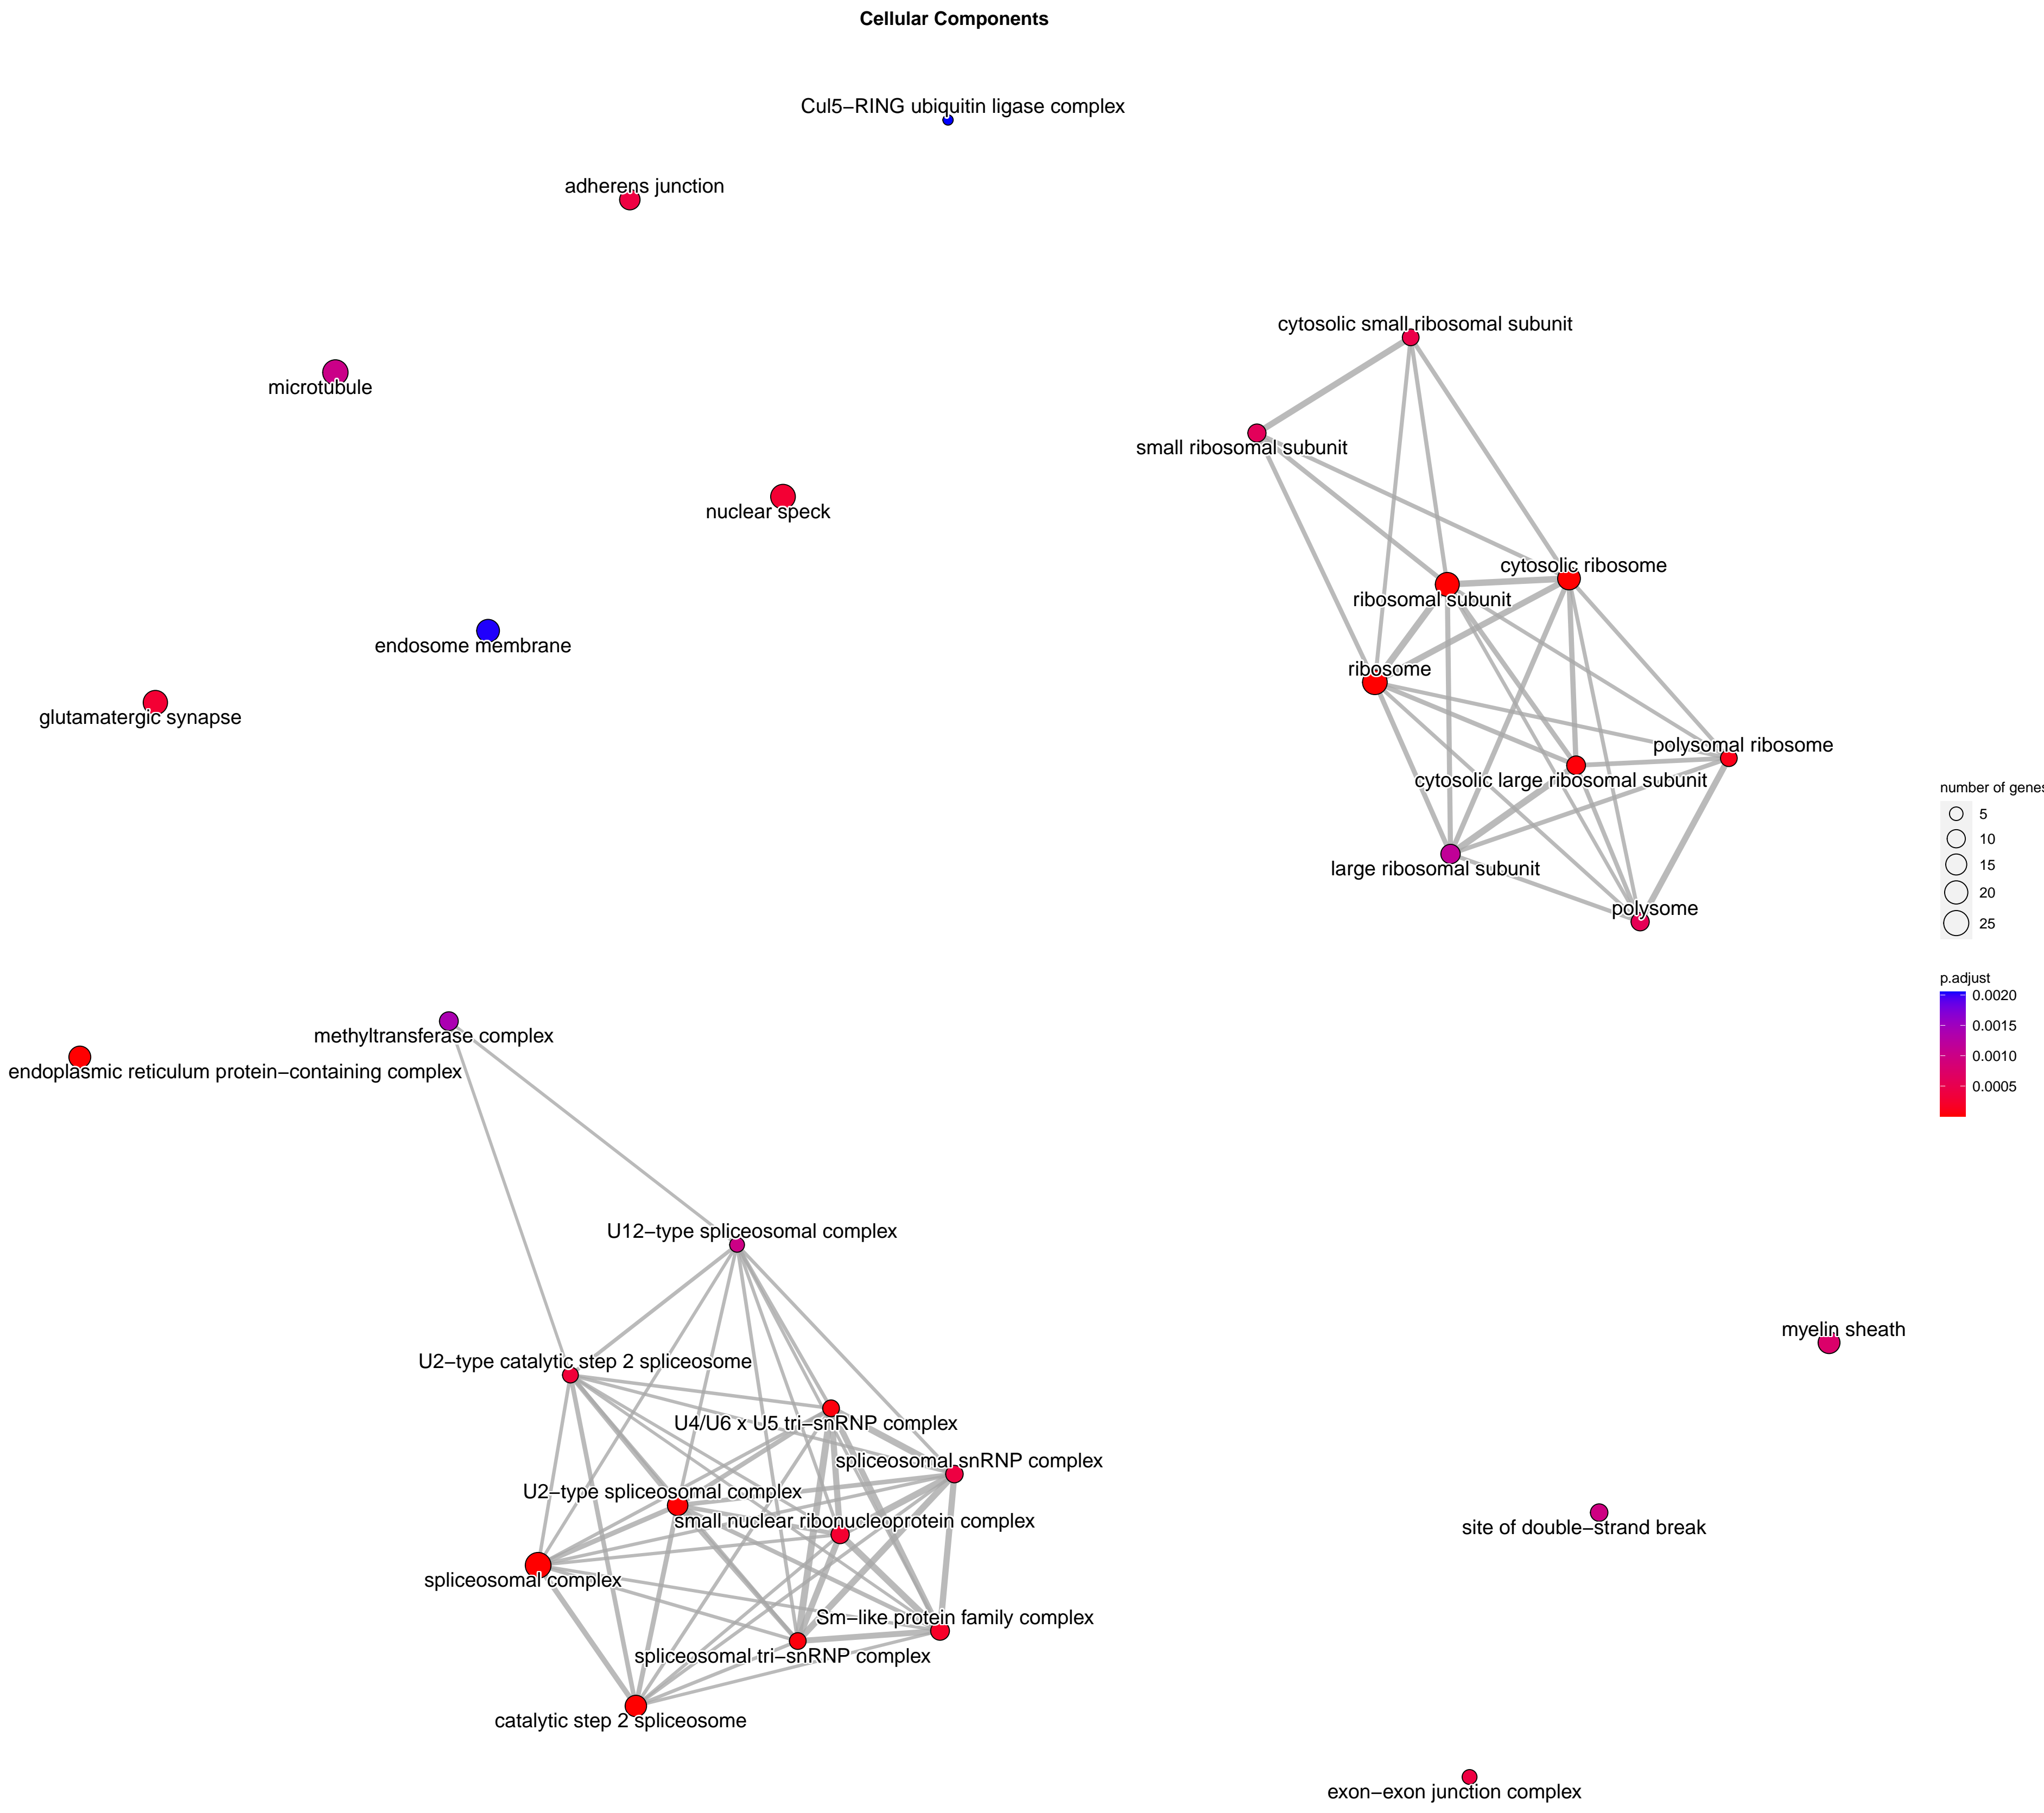 Cellular Components
Cul5−RING ubiquitin ligase complex
adherens junction
cytosolic small ribosomal subunit
microtubule
small ribosomal subunit
nuclear speck
cytosolic ribosome
ribosomal subunit
endosome membrane
ribosome
glutamatergic synapse
polysomal ribosome
cytosolic large ribosomal subunit
number of genes
5
10
15
20
25
large ribosomal subunit
polysome
p.adjust
0.0020
0.0015
0.0010
0.0005
methyltransferase complex
endoplasmic reticulum protein−containing complex
U12−type spliceosomal complex
myelin sheath
U2−type catalytic step 2 spliceosome
U4/U6 x U5 tri−snRNP complex
spliceosomal snRNP complex
U2−type spliceosomal complex
small nuclear ribonucleoprotein complex
site of double−strand break
spliceosomal complex
Sm−like protein family complex
spliceosomal tri−snRNP complex
catalytic step 2 spliceosome
exon−exon junction complex